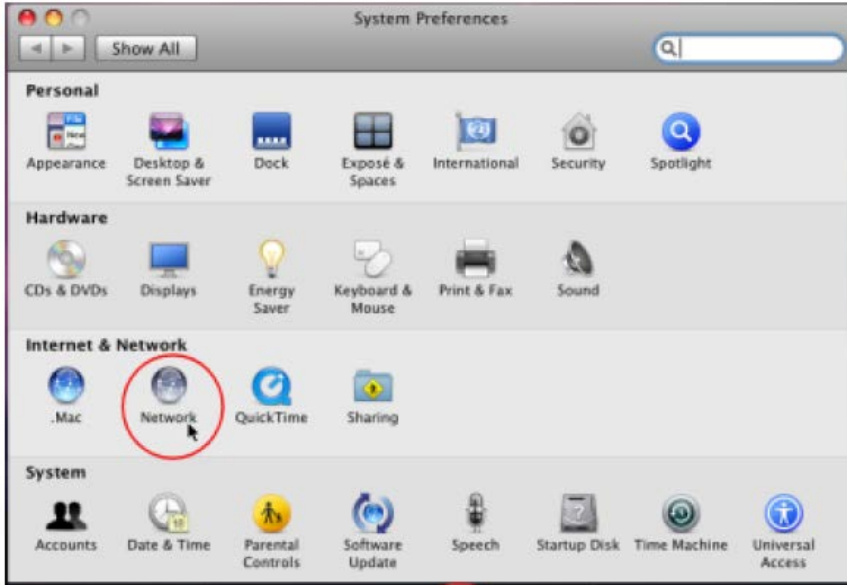 System Preferences
Show All
Personal
Appearance
Desktop &
Screen Saver
Dock
Exposé &
Spaces
International
Security
Spotlight
Hardware
CDs & DVDs
Displays
Energy
Saver
Keyboard &
Mouse
Print & Fax
Sound
Internet & Network
.Mac
Network
QuickTime
Sharing
System
Accounts
Date & Time
Parental
Controls
Software
Update
Speech
Startup Disk
Time Machine
Universal
Access